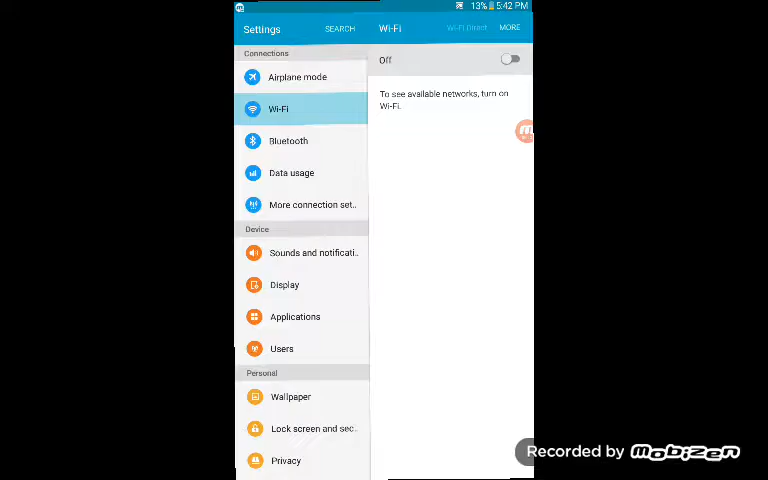 13% 5:42 PM
Settings SEARCH
Wi-Fi Wi-Fi Direct MORE
Connections
Off
Airplane mode
To see available networks, turn on
Wi-Fi.
Wi-Fi
Bluetooth
Data usage
More connection set..
Device
Sounds and notificati..
Display
Applications
Users
Personal
Wallpaper
Lock screen and sec..
Privacy
Recorded by mobizen